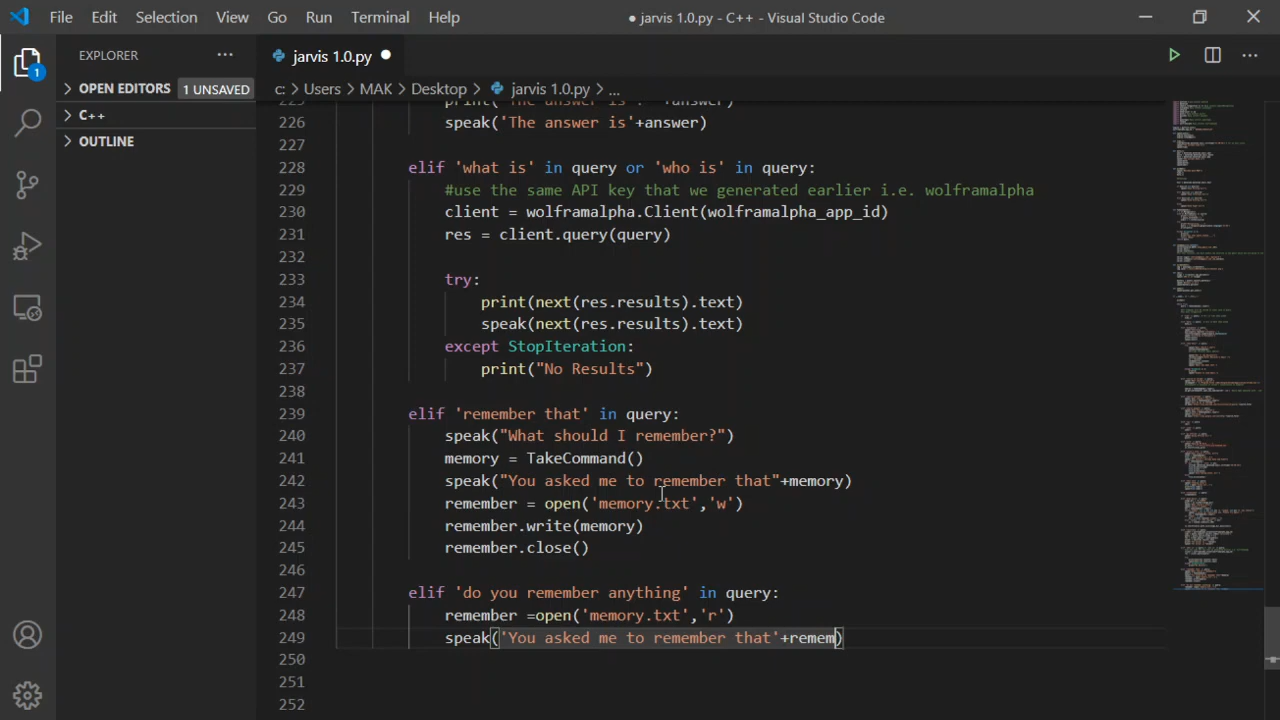 File Edit Selection View Go Run Terminal Help ● jarvis 1.0.py - C++ - Visual Studio Code
EXPLORER ··· jarvis 1.0.py ●
OPEN EDITORS 1 UNSAVED
C++
OUTLINE
1
c: > Users > MAK > Desktop > jarvis 1.0.py > ...
225 print('The answer is : '+answer)
226 speak('The answer is'+answer)
227
228 elif 'what is' in query or 'who is' in query:
229 #use the same API key that we generated earlier i.e. wolframalpha
230 client = wolframalpha.Client(wolframalpha_app_id)
231 res = client.query(query)
232
233 try:
234 print(next(res.results).text)
235 speak(next(res.results).text)
236 except StopIteration:
237 print("No Results")
238
239 elif 'remember that' in query:
240 speak("What should I remember?")
241 memory = TakeCommand()
242 speak("You asked me to remember that"+memory)
243 remember = open('memory.txt','w')
244 remember.write(memory)
245 remember.close()
246
247 elif 'do you remember anything' in query:
248 remember =open('memory.txt','r')
249 speak('You asked me to remember that'+remem)
250
251
252